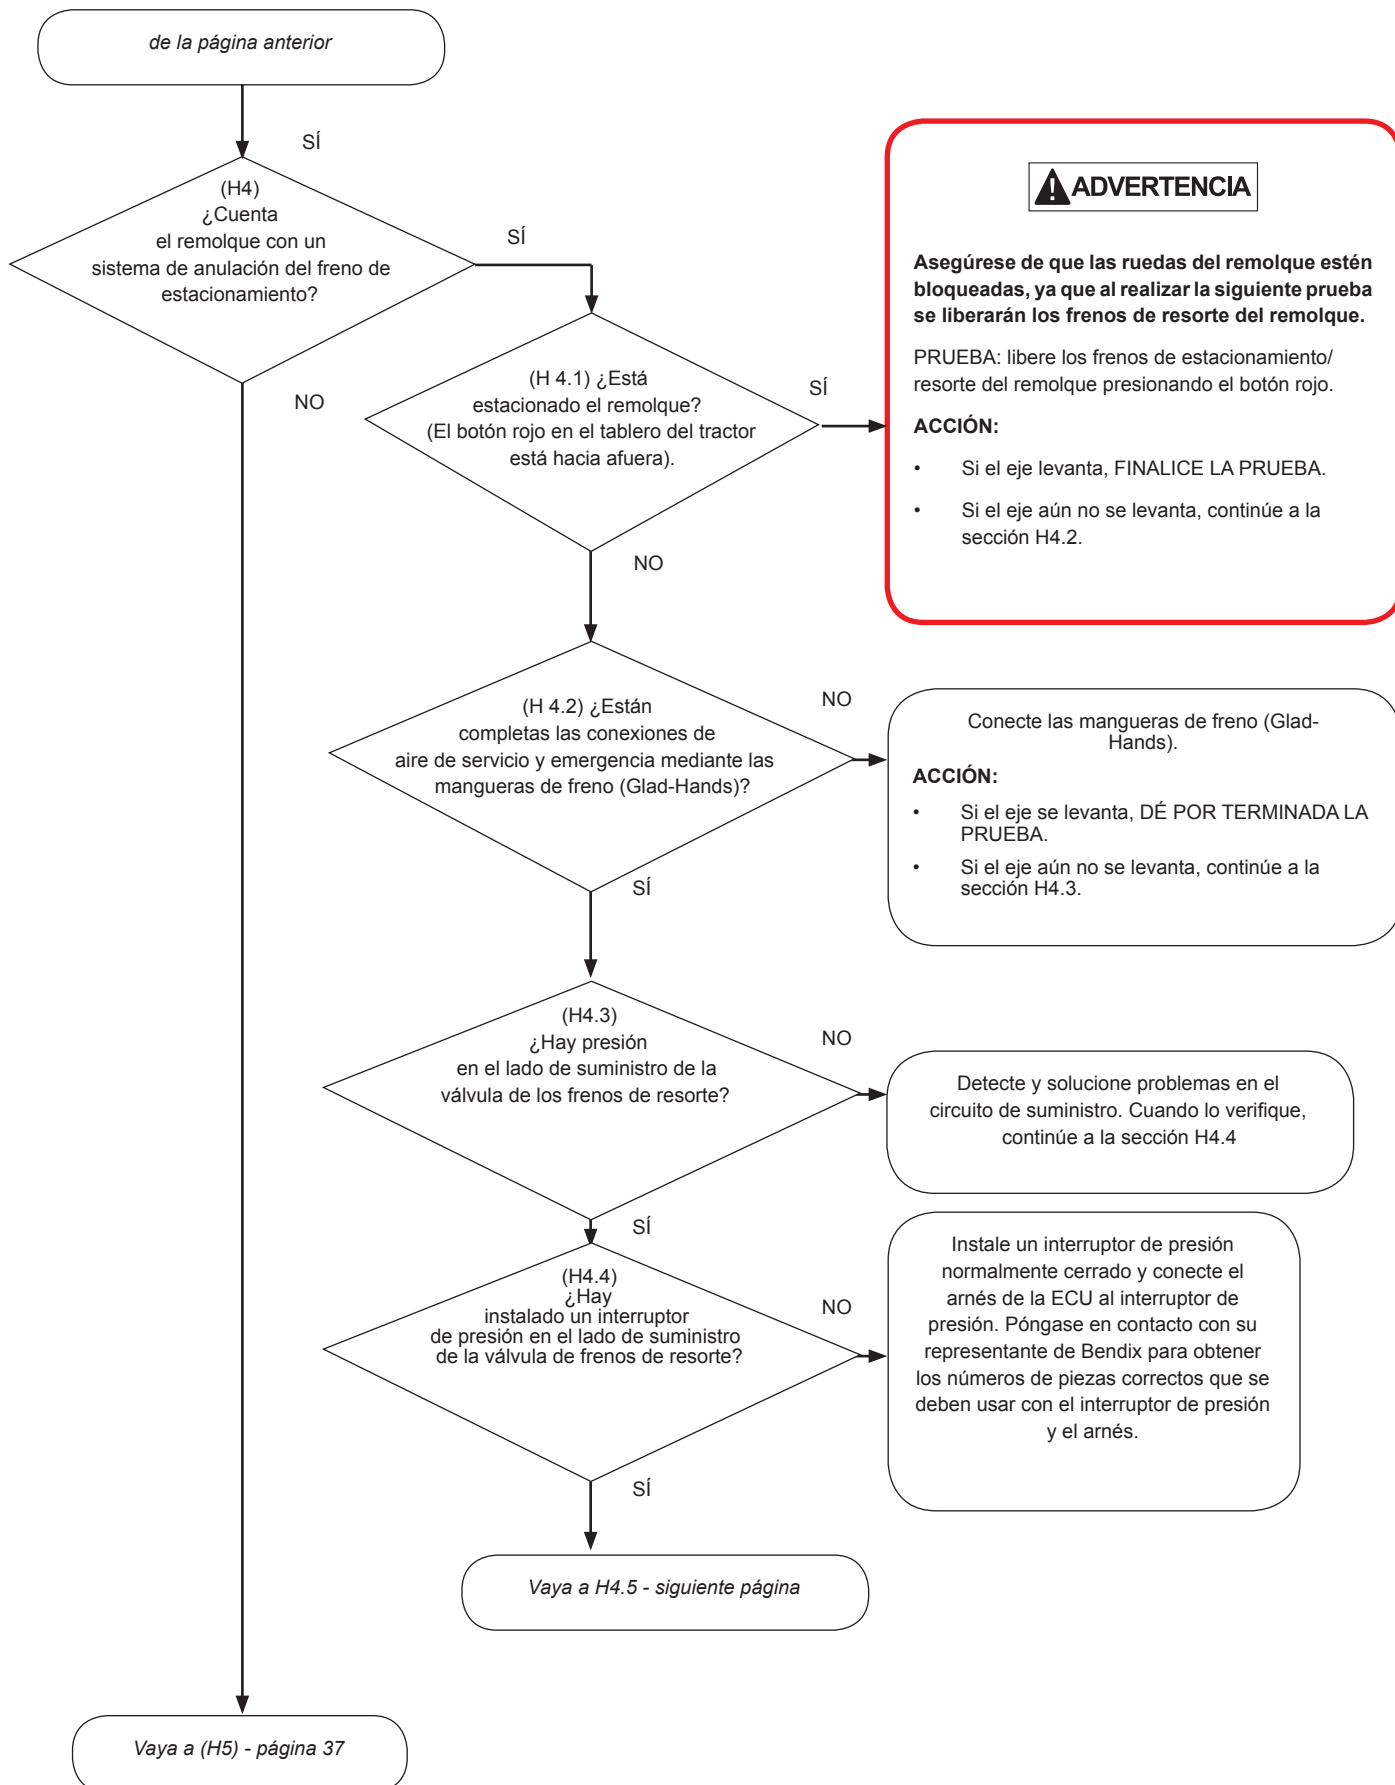 de la página anterior
SÍ
(H4)
¿Cuenta
el remolque con un
sistema de anulación del freno de
estacionamiento?
SÍ
NO
(H 4.1) ¿Está
estacionado el remolque?
(El botón rojo en el tablero del tractor
está hacia afuera).
SÍ
NO
ADVERTENCIA
Asegúrese de que las ruedas del remolque estén
bloqueadas, ya que al realizar la siguiente prueba
se liberarán los frenos de resorte del remolque.
PRUEBA: libere los frenos de estacionamiento/
resorte del remolque presionando el botón rojo.
ACCIÓN:
• Si el eje levanta, FINALICE LA PRUEBA.
• Si el eje aún no se levanta, continúe a la
sección H4.2.
(H 4.2) ¿Están
completas las conexiones de
aire de servicio y emergencia mediante las
mangueras de freno (Glad-Hands)?
NO
SÍ
Conecte las mangueras de freno (Glad-
Hands).
ACCIÓN:
• Si el eje se levanta, DÉ POR TERMINADA LA
PRUEBA.
• Si el eje aún no se levanta, continúe a la
sección H4.3.
(H4.3)
¿Hay presión
en el lado de suministro de la
válvula de los frenos de resorte?
NO
SÍ
Detecte y solucione problemas en el
circuito de suministro. Cuando lo verifique,
continúe a la sección H4.4
(H4.4)
¿Hay
instalado un interruptor
de presión en el lado de suministro
de la válvula de frenos de resorte?
NO
SÍ
Instale un interruptor de presión
normalmente cerrado y conecte el
arnés de la ECU al interruptor de
presión. Póngase en contacto con su
representante de Bendix para obtener
los números de piezas correctos que se
deben usar con el interruptor de presión
y el arnés.
Vaya a H4.5 - siguiente página
Vaya a (H5) - página 37